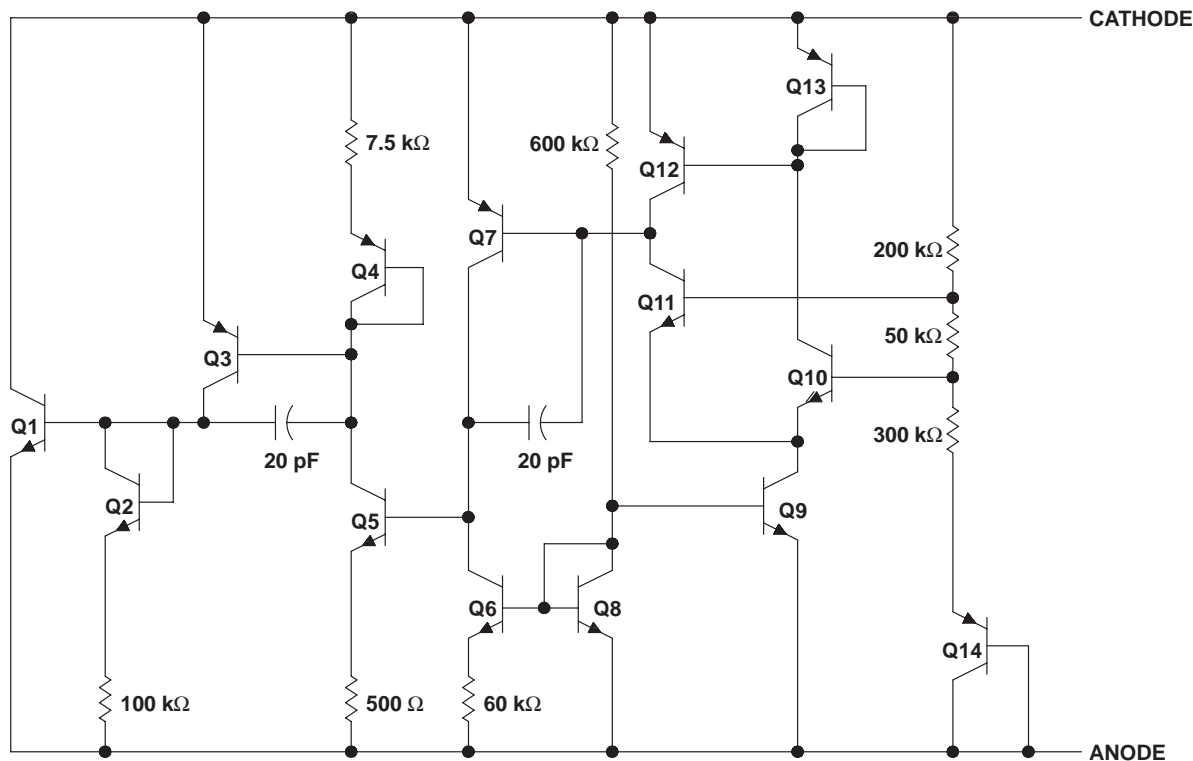 CATHODE
Q13
7.5 kΩ
600 kΩ
Q12
Q7
200 kΩ
Q4
Q11
50 kΩ
Q3
Q10
Q1
300 kΩ
20 pF
20 pF
Q2
Q5
Q9
Q6
Q8
Q14
100 kΩ
500 Ω
60 kΩ
ANODE